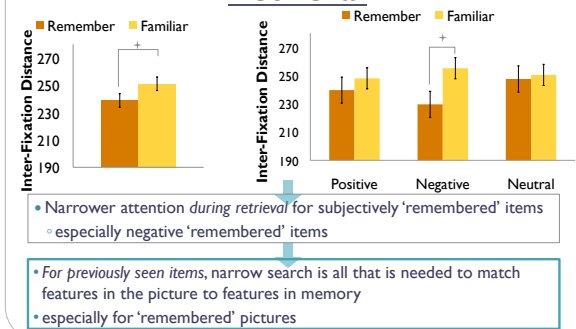 Remember Familiar
+
270
250
230
210
190
Inter-Fixation Distance
Remember Familiar
+
270
250
230
210
190
Inter-Fixation Distance
Positive Negative Neutral
• Narrower attention during retrieval for subjectively ‘remembered’ items
◦ especially negative ‘remembered’ items
• For previously seen items, narrow search is all that is needed to match
features in the picture to features in memory
• especially for ‘remembered’ pictures